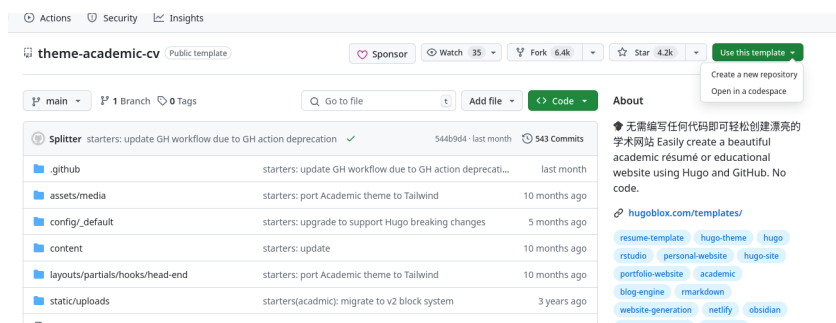 Actions Security Insights
theme-academic-cv Public template Sponsor Watch 35 Fork 6.4k Star 4.2k Use this template
Create a new repository
Open in a codespace
main 1 Branch 0 Tags Go to file t Add file Code
About
Splitter starters: update GH workflow due to GH action deprecation 544b9d4 · last month 543 Commits
.github starters: update GH workflow due to GH action deprecati... last month
assets/media starters: port Academic theme to Tailwind 10 months ago
config/_default starters: upgrade to support Hugo breaking changes 5 months ago
content starters: update 10 months ago
layouts/partials/hooks/head-end starters: port Academic theme to Tailwind 10 months ago
static/uploads starters(acadmic): migrate to v2 block system 3 years ago
🎓 无需编写任何代码即可轻松创建漂亮的
学术网站 Easily create a beautiful
academic résumé or educational
website using Hugo and GitHub. No
code.
hugoblox.com/templates/
resume-template hugo-theme hugo
rstudio personal-website hugo-site
portfolio-website academic
blog-engine rmarkdown
website-generation netlify obsidian